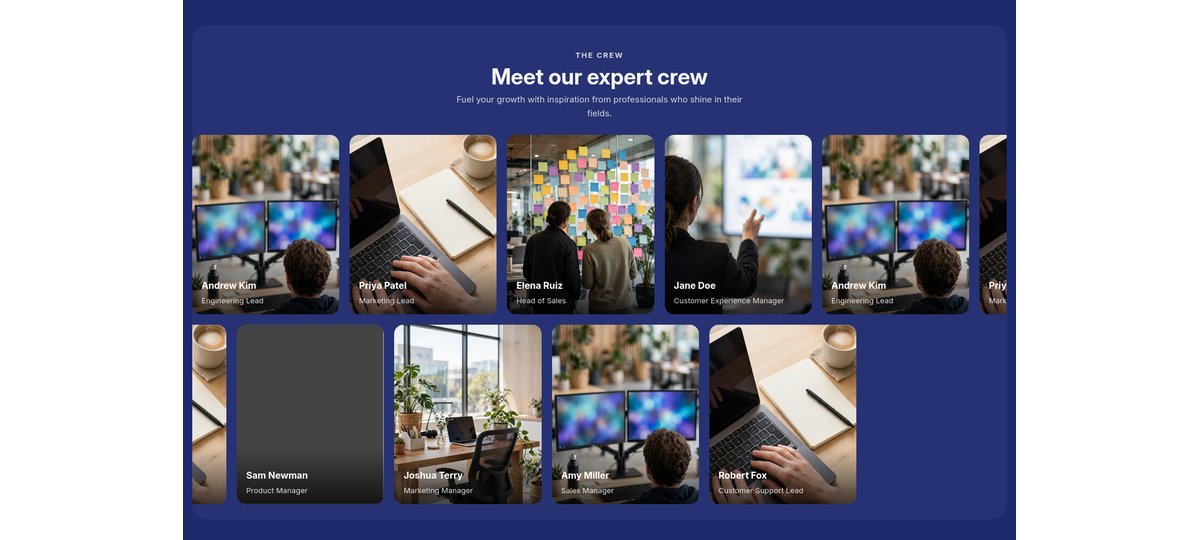 THE CREW
Meet our expert crew
Fuel your growth with inspiration from professionals who shine in their
fields.
Andrew Kim
Engineering Lead
Priya Patel
Marketing Lead
Elena Ruiz
Head of Sales
Jane Doe
Customer Experience Manager
Andrew Kim
Engineering Lead
Priy
Mark
Sam Newman
Product Manager
Joshua Terry
Marketing Manager
Amy Miller
Sales Manager
Robert Fox
Customer Support Lead